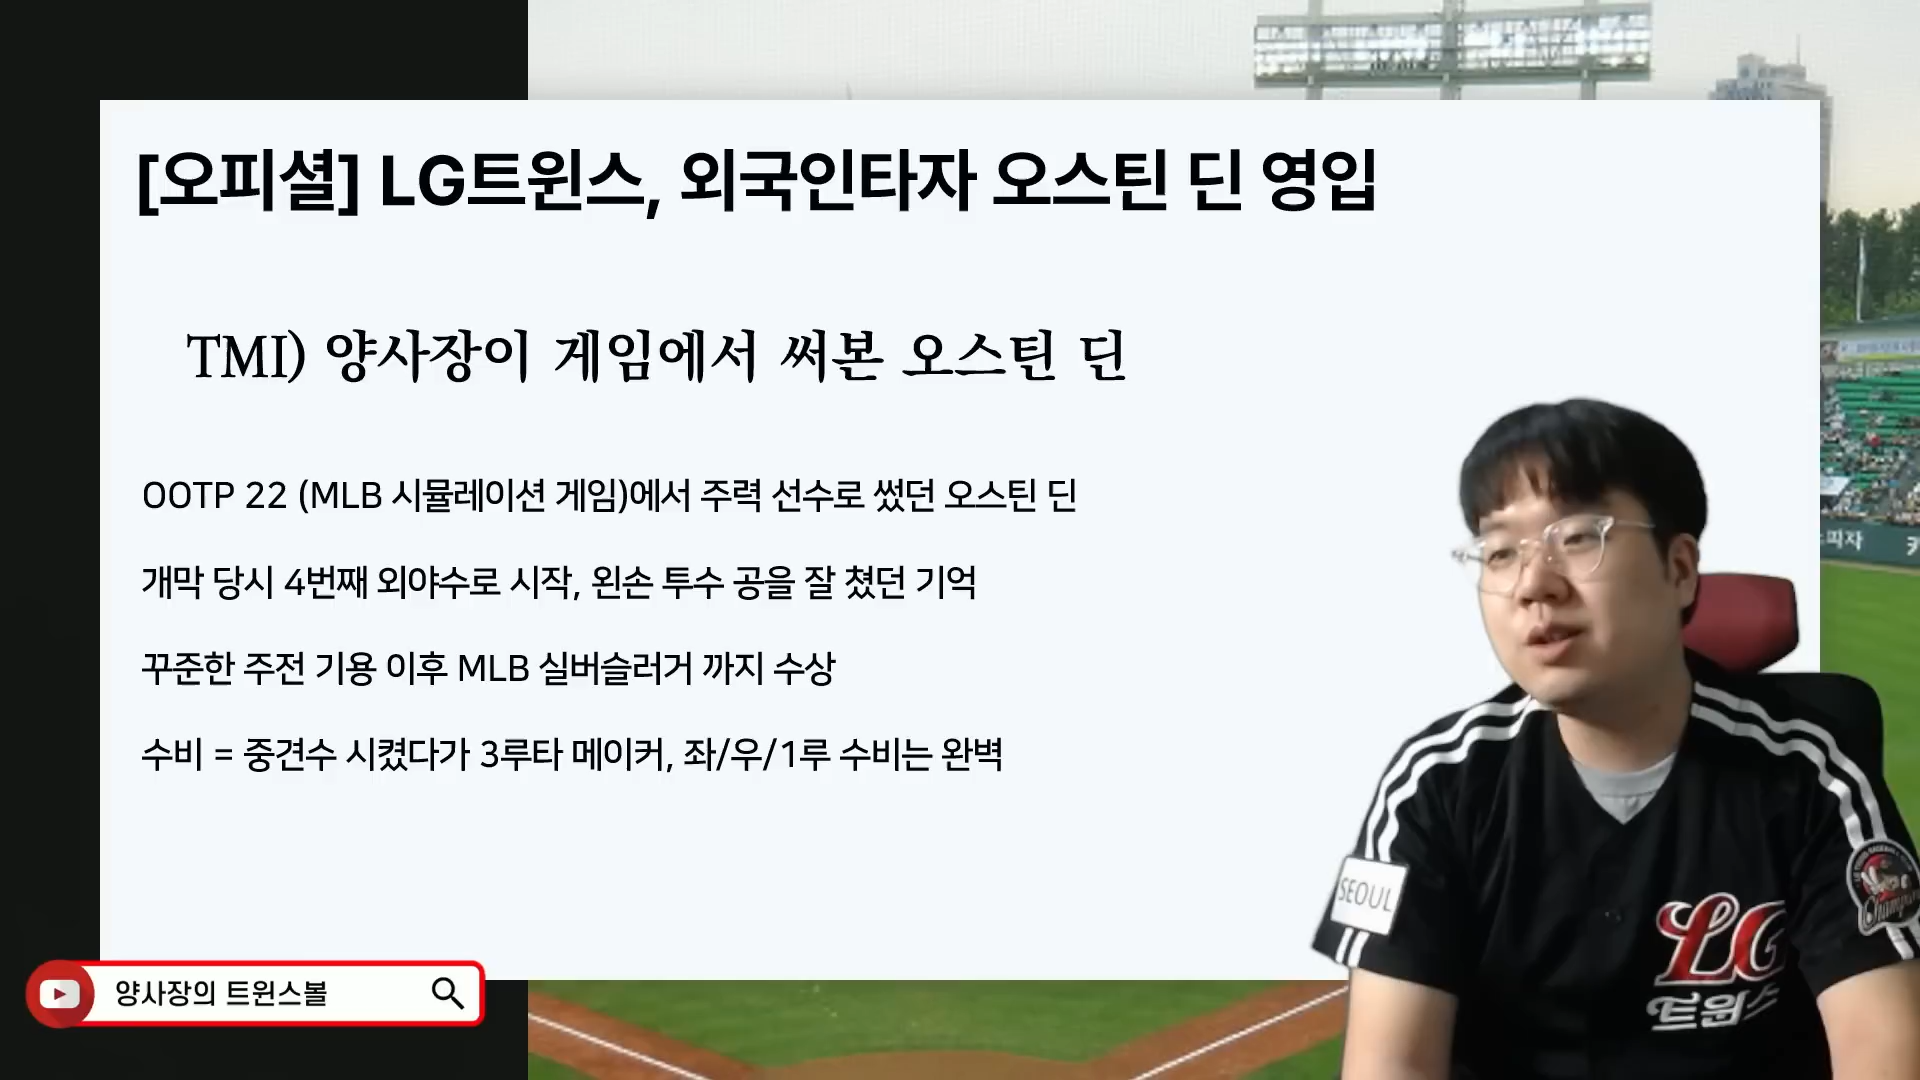 [오피셜] LG트윈스, 외국인타자 오스틴 딘 영입
TMI) 양사장이 게임에서 써본 오스틴 딘
OOTP 22 (MLB 시뮬레이션 게임)에서 주력 선수로 썼던 오스틴 딘
개막 당시 4번째 외야수로 시작, 왼손 투수 공을 잘 쳤던 기억
꾸준한 주전 기용 이후 MLB 실버슬러거 까지 수상
수비 = 중견수 시켰다가 3루타 메이커, 좌/우/1루 수비는 완벽
양사장의 트윈스볼
SEOUL
LG
트윈스